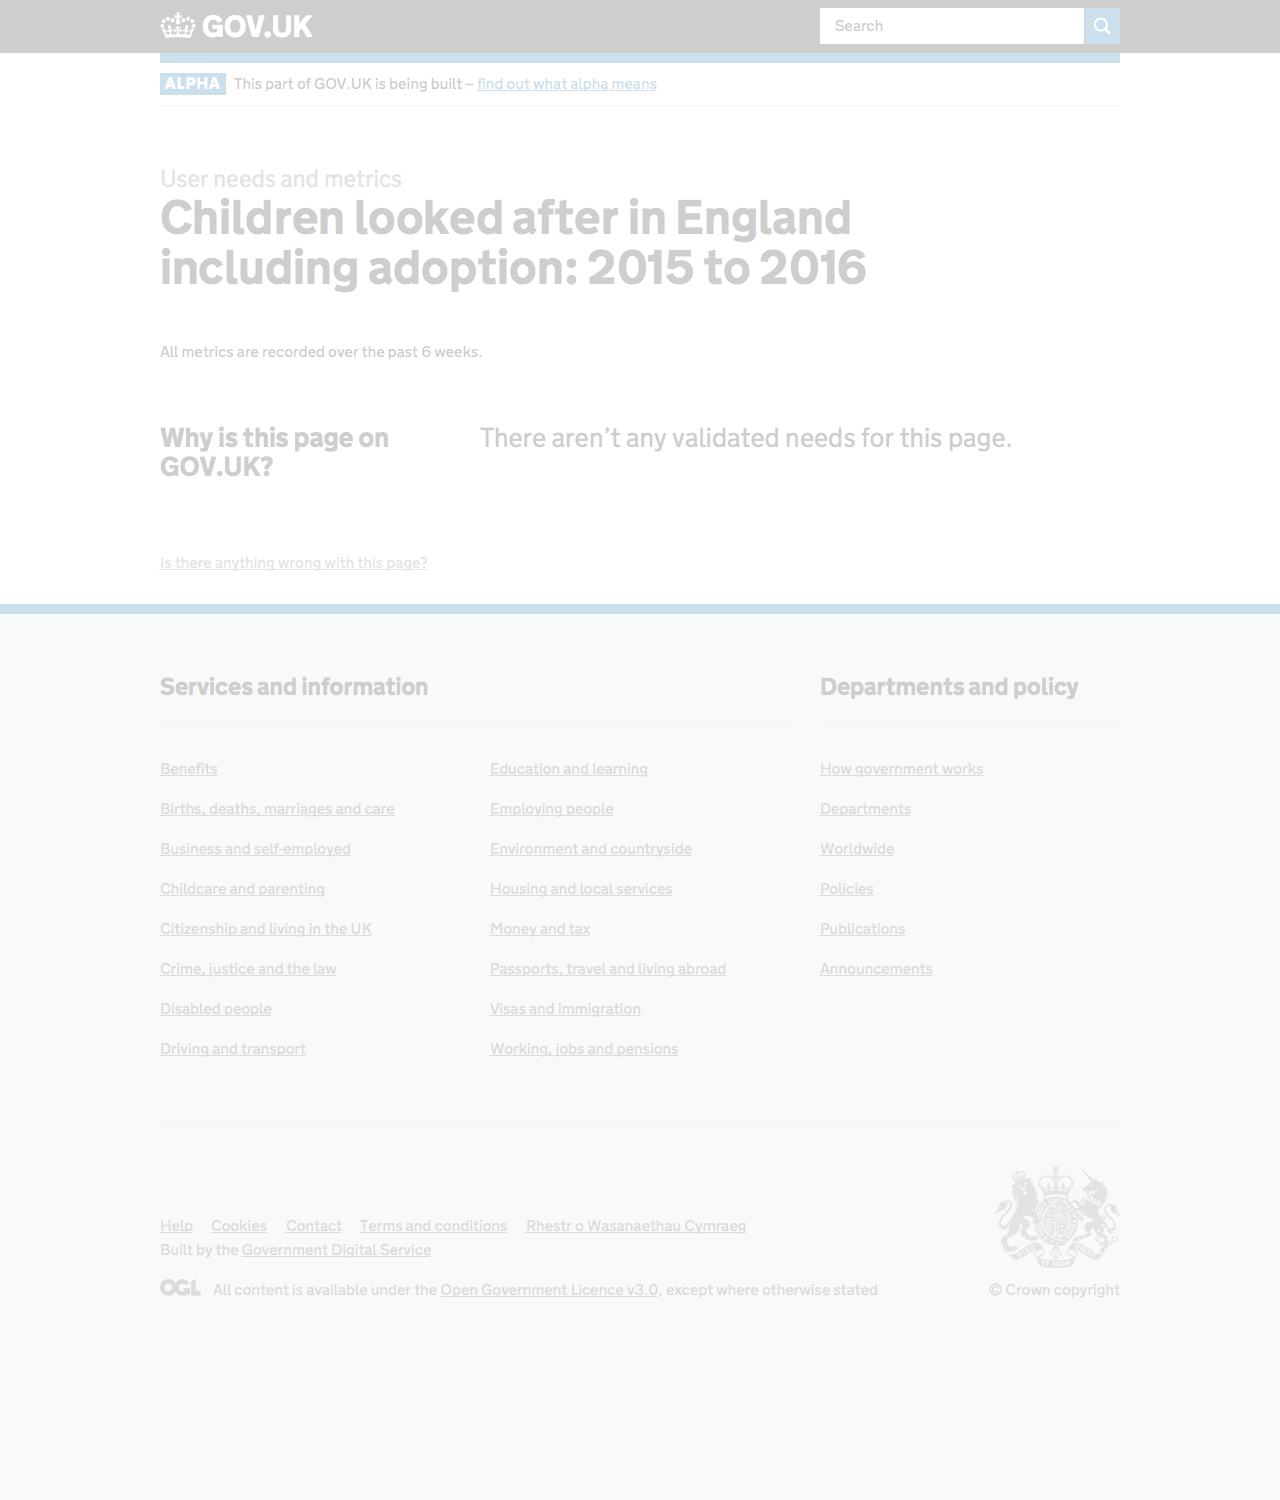 GOV.UK
Search
ALPHA This part of GOV.UK is being built – find out what alpha means
User needs and metrics
Children looked after in England
including adoption: 2015 to 2016
All metrics are recorded over the past 6 weeks.
Why is this page on
GOV.UK?
There aren’t any validated needs for this page.
Is there anything wrong with this page?
Services and information
Departments and policy
Benefits
Births, deaths, marriages and care
Business and self-employed
Childcare and parenting
Citizenship and living in the UK
Crime, justice and the law
Disabled people
Driving and transport
Education and learning
Employing people
Environment and countryside
Housing and local services
Money and tax
Passports, travel and living abroad
Visas and immigration
Working, jobs and pensions
How government works
Departments
Worldwide
Policies
Publications
Announcements
Help Cookies Contact Terms and conditions Rhestr o Wasanaethau Cymraeg
Built by the Government Digital Service
OGL All content is available under the Open Government Licence v3.0, except where otherwise stated
© Crown copyright